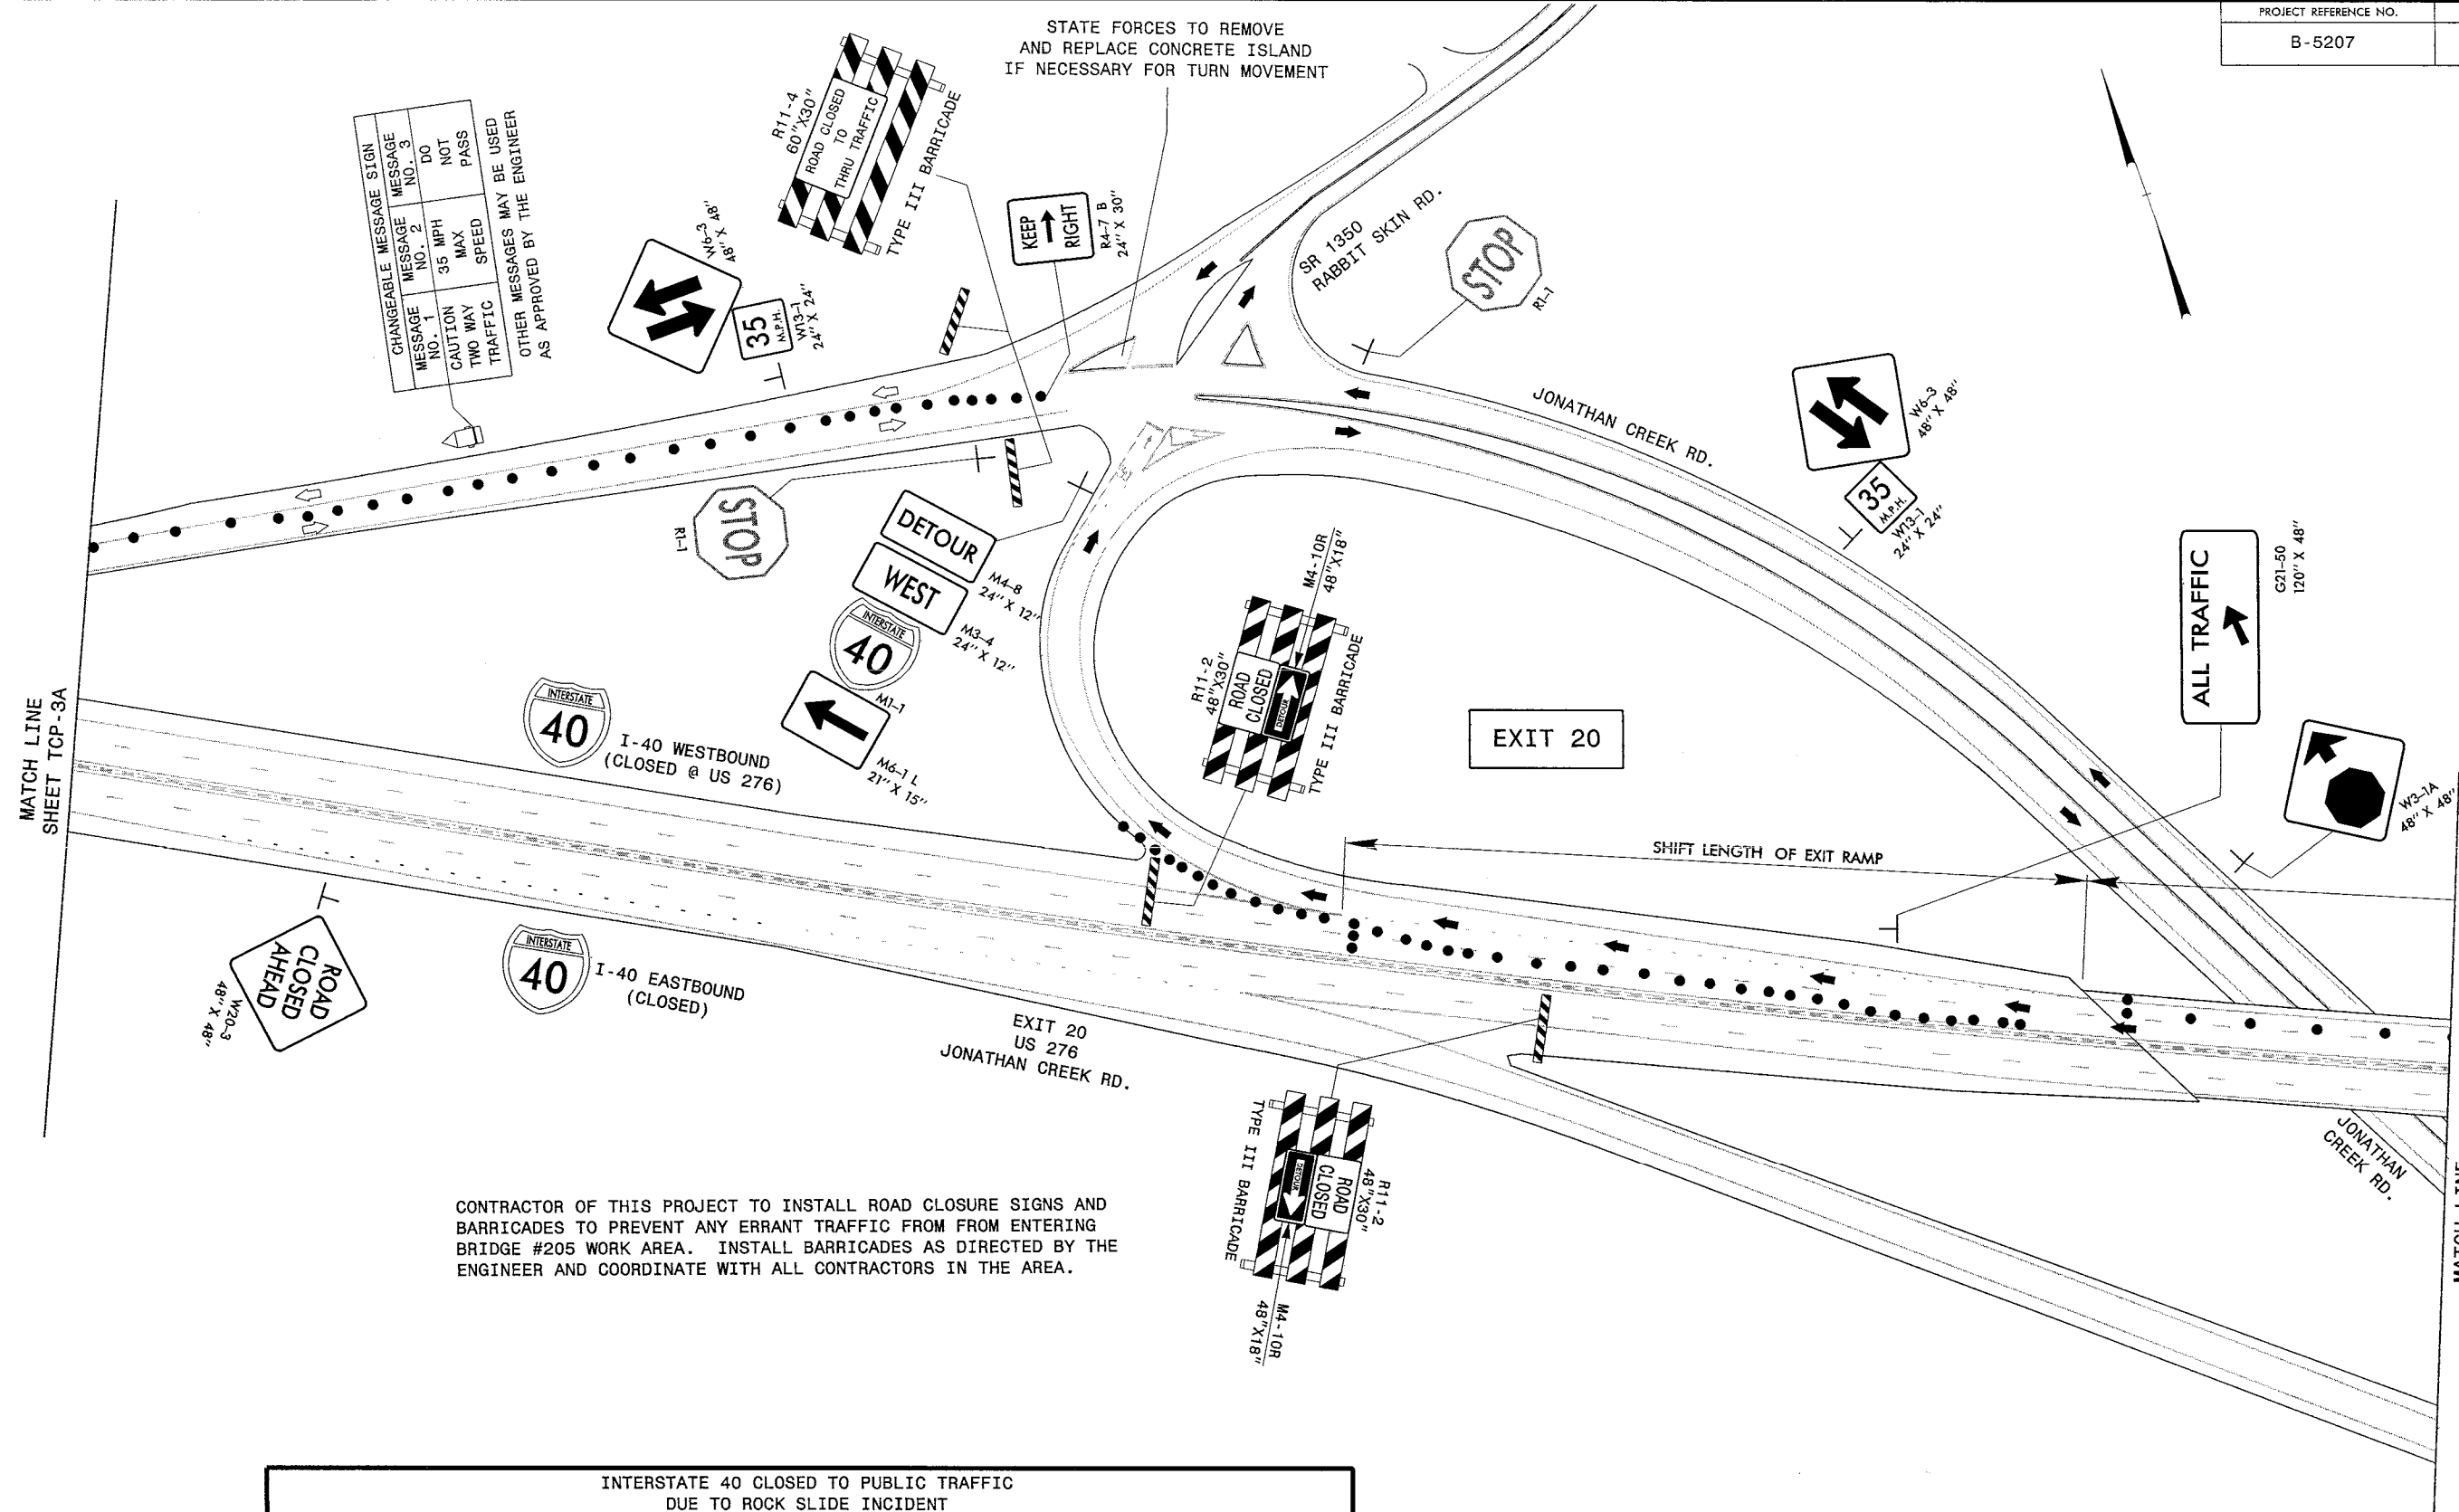 PROJECT REFERENCE NO.
B-5207
STATE FORCES TO REMOVE
AND REPLACE CONCRETE ISLAND
IF NECESSARY FOR TURN MOVEMENT
CHANGEABLE MESSAGE SIGN
MESSAGE NO. 1
MESSAGE NO. 2
MESSAGE NO. 3
CAUTION
TWO WAY
TRAFFIC
35 MPH
MAX
SPEED
DO
NOT
PASS
OTHER MESSAGES MAY BE USED
AS APPROVED BY THE ENGINEER
R11-4
60"X30"
ROAD CLOSED
TO
THRU TRAFFIC
TYPE III BARRICADE
W6-3
48" X 48"
35
M.P.H.
W13-1
24" X 24"
KEEP
RIGHT
R4-7 B
24" X 30"
SR 1350
RABBIT SKIN RD.
STOP
R1-1
JONATHAN CREEK RD.
W6-3
48" X 48"
35
M.P.H.
W13-1
24" X 24"
ALL TRAFFIC
G21-50
120" X 48"
W3-1A
48" X 48"
STOP
R1-1
DETOUR
M4-8
24" X 12"
WEST
M3-4
24" X 12"
INTERSTATE
40
M1-1
M6-1 L
21" X 15"
M4-10R
48"X18"
R11-2
48"X30"
ROAD
CLOSED
DETOUR
TYPE III BARRICADE
EXIT 20
SHIFT LENGTH OF EXIT RAMP
MATCH LINE
SHEET TCP-3A
INTERSTATE
40
I-40 WESTBOUND
(CLOSED @ US 276)
INTERSTATE
40
I-40 EASTBOUND
(CLOSED)
ROAD
CLOSED
AHEAD
W20-3
48" X 48"
EXIT 20
US 276
JONATHAN CREEK RD.
TYPE III BARRICADE
DETOUR
ROAD
CLOSED
R11-2
48"X30"
M4-10R
48"X18"
JONATHAN
CREEK RD.
MATCH LINE
CONTRACTOR OF THIS PROJECT TO INSTALL ROAD CLOSURE SIGNS AND
BARRICADES TO PREVENT ANY ERRANT TRAFFIC FROM FROM ENTERING
BRIDGE #205 WORK AREA. INSTALL BARRICADES AS DIRECTED BY THE
ENGINEER AND COORDINATE WITH ALL CONTRACTORS IN THE AREA.
INTERSTATE 40 CLOSED TO PUBLIC TRAFFIC
DUE TO ROCK SLIDE INCIDENT